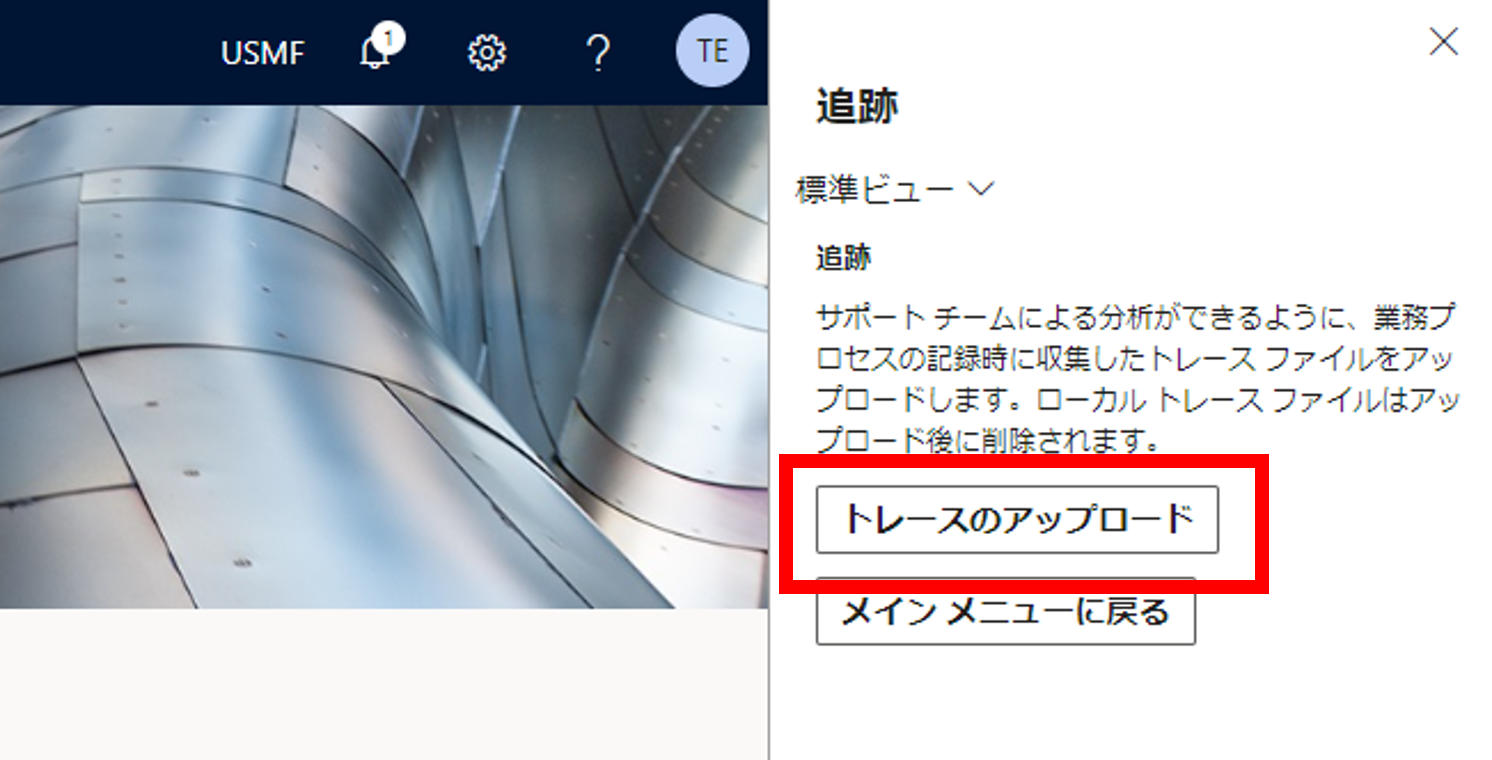 USMF
1
?
TE
追跡
標準ビュー
追跡
サポート チームによる分析ができるように、業務プ
ロセスの記録時に収集したトレース ファイルをアッ
プロードします。ローカル トレース ファイルはアッ
プロード後に削除されます。
トレースのアップロード
メイン メニューに戻る